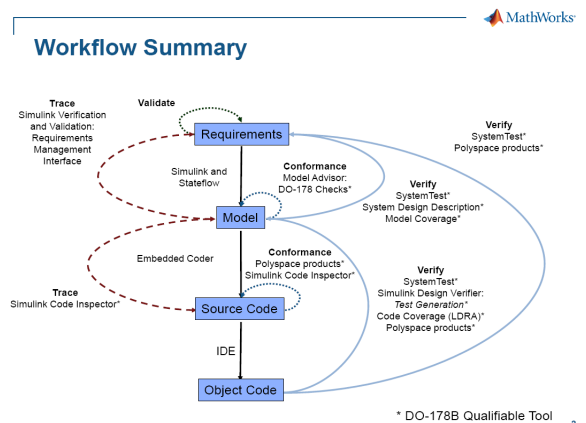 MathWorks
Workflow Summary
Trace
Simulink Verification
and Validation:
Requirements
Management
Interface
Validate
Requirements
Verify
SystemTest*
Polyspace products*
Simulink and
Stateflow
Conformance
Model Advisor:
DO-178 Checks*
Verify
SystemTest*
System Design Description*
Model Coverage*
Model
Embedded Coder
Conformance
Polyspace products*
Simulink Code Inspector*
Verify
SystemTest*
Simulink Design Verifier:
Test Generation*
Code Coverage (LDRA)*
Polyspace products*
Trace
Simulink Code Inspector*
Source Code
IDE
Object Code
* DO-178B Qualifiable Tool